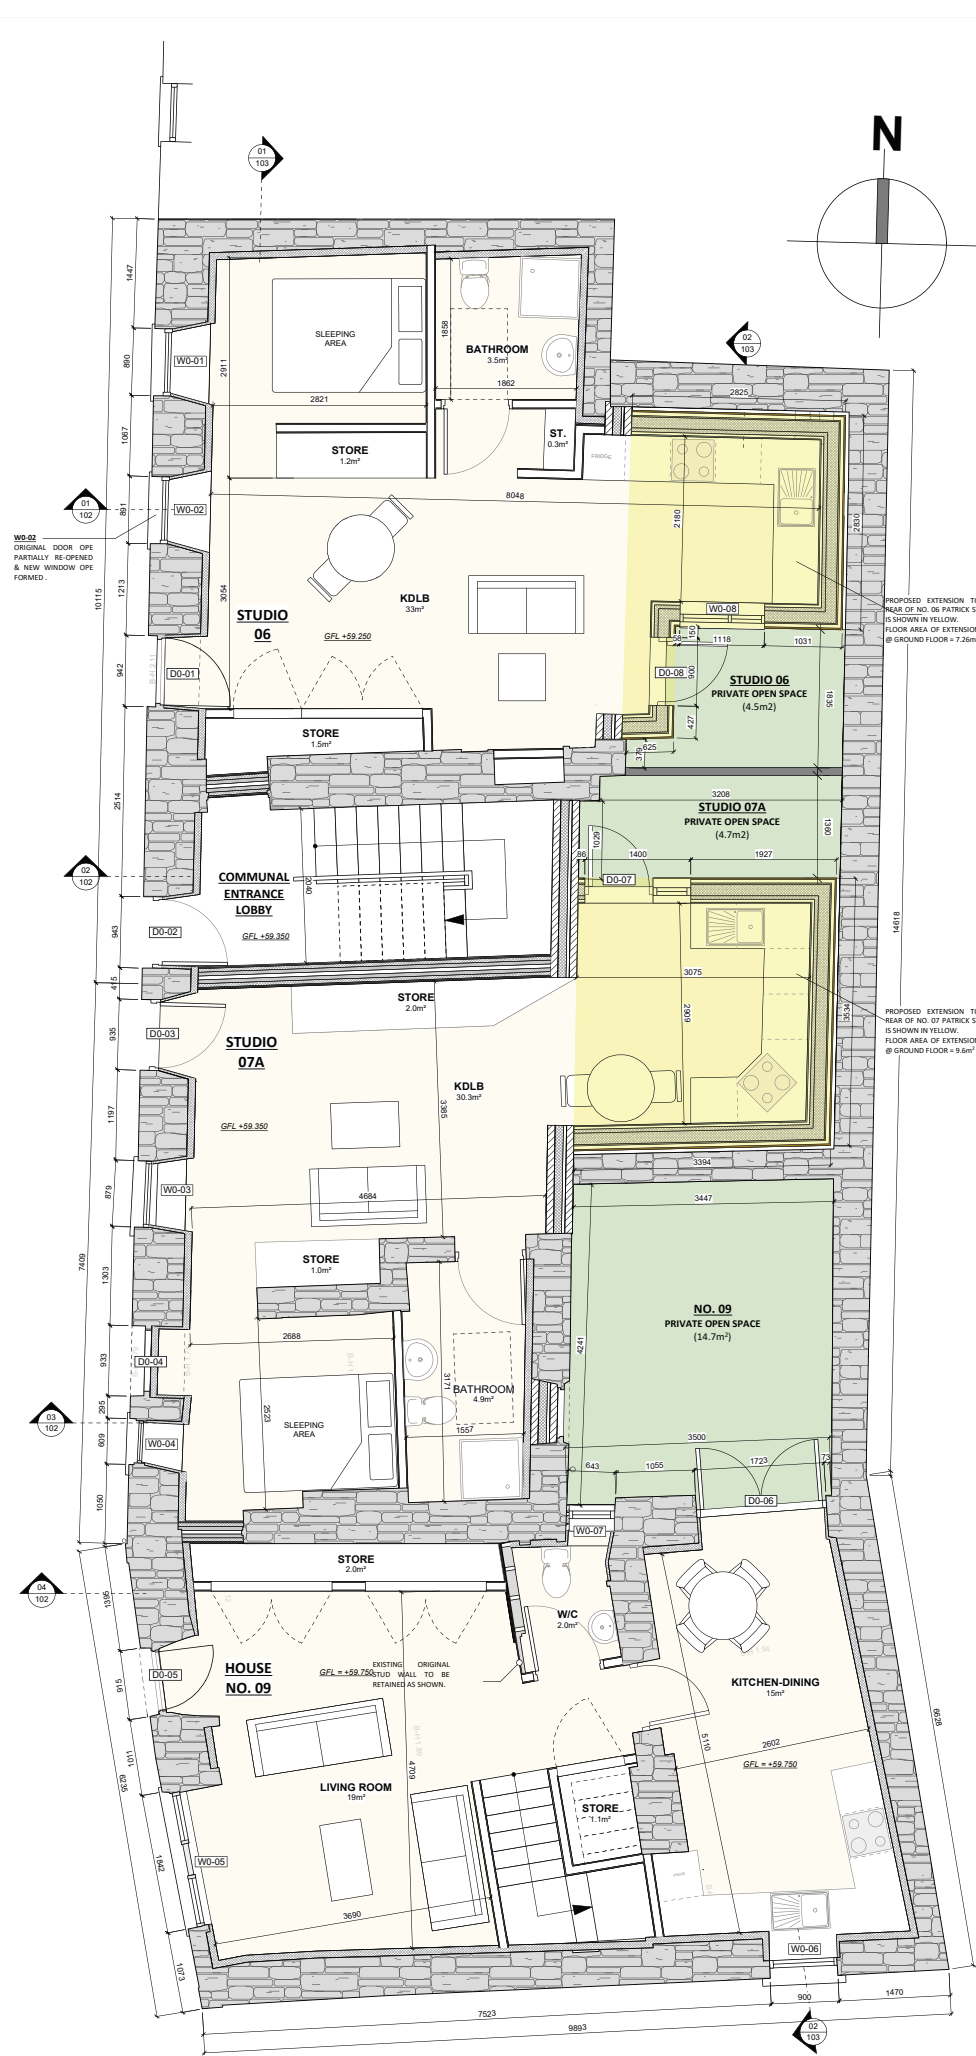 N
01
103
02
103
1447
890
1067
891
1213
942
10115
W0-01
SLEEPING
AREA
2911
2821
1858
BATHROOM
3.5m²
1862
2825
STORE
1.2m²
ST.
0.3m²
FRIDGE
8048
2180
2830
01
102
W0-02
W0-02
ORIGINAL DOOR OPE
PARTIALLY RE-OPENED
& NEW WINDOW OPE
FORMED .
3054
KDLB
33m²
STUDIO
06
GFL +59.250
W0-08
PROPOSED EXTENSION TO
REAR OF NO. 06 PATRICK S
IS SHOWN IN YELLOW.
FLOOR AREA OF EXTENSION
@ GROUND FLOOR = 7.26m
D0-01
150
58
1118
1031
D0-08
900
427
STUDIO 06
PRIVATE OPEN SPACE
(4.5m2)
1835
STORE
1.5m²
625
379
2514
3208
STUDIO 07A
PRIVATE OPEN SPACE
(4.7m2)
1360
1029
86
1400
1927
D0-07
02
102
COMMUNAL
ENTRANCE
LOBBY
2040
GFL +59.350
943
D0-02
14618
415
STORE
2.0m²
3075
2909
3534
935
D0-03
STUDIO
07A
PROPOSED EXTENSION TO
REAR OF NO. 07 PATRICK S
IS SHOWN IN YELLOW.
FLOOR AREA OF EXTENSION
@ GROUND FLOOR = 9.6m²
KDLB
30.3m²
3385
GFL +59.350
1197
3394
879
W0-03
4684
3447
7409
1303
STORE
1.0m²
NO. 09
PRIVATE OPEN SPACE
(14.7m²)
4241
933
D0-04
2688
3171
BATHROOM
4.9m²
295
03
102
609
W0-04
2523
SLEEPING
AREA
1557
3500
643
1055
1723
73
1050
D0-06
W0-07
STORE
2.0m²
04
102
1395
W/C
2.0m²
915
D0-05
HOUSE
NO. 09
GFL = +59.750
EXISTING ORIGINAL
STUD WALL TO BE
RETAINED AS SHOWN.
KITCHEN-DINING
15m²
6628
1011
6235
4709
5110
2602
GFL = +59.750
LIVING ROOM
19m²
STORE
1.1m²
1842
W0-05
3690
W0-06
1073
7523
900
1470
9893
02
103